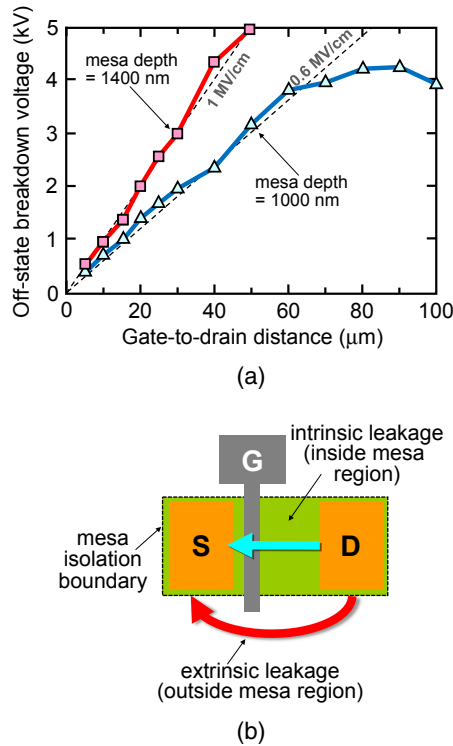 (a)
Off-state breakdown voltage (kV)
5
4
3
2
1
0
mesa depth
= 1400 nm
1 MV/cm
0.6 MV/cm
mesa depth
= 1000 nm
0
20
40
60
80
100
Gate-to-drain distance (μm)
(a)
G
intrinsic leakage
(inside mesa
region)
mesa
isolation
boundary
S
D
extrinsic leakage
(outside mesa region)
(b)